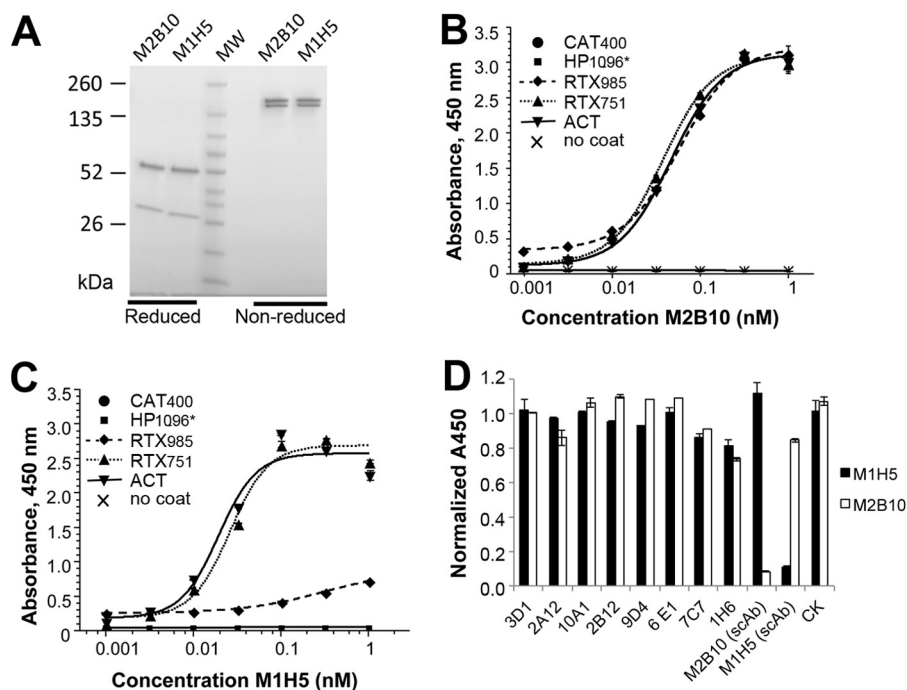 A
M2B10
M1H5
MW
M2B10
M1H5
260
135
52
26
kDa
Reduced
Non-reduced
B
CAT400
HP1096*
RTX985
RTX751
ACT
no coat
Absorbance, 450 nm
3.5
3.0
2.5
2.0
1.5
1.0
0.5
0
0.001
0.01
0.1
1
Concentration M2B10 (nM)
C
CAT400
HP1096*
RTX985
RTX751
ACT
no coat
Absorbance, 450 nm
3.5
3.0
2.5
2.0
1.5
1.0
0.5
0
0.001
0.01
0.1
1
Concentration M1H5 (nM)
D
Normalized A450
1.2
1.0
0.8
0.6
0.4
0.2
0.0
3D1
2A12
10A1
2B12
9D4
6 E1
7C7
1H6
M2B10 (scAb)
M1H5 (scAb)
CK
M1H5
M2B10